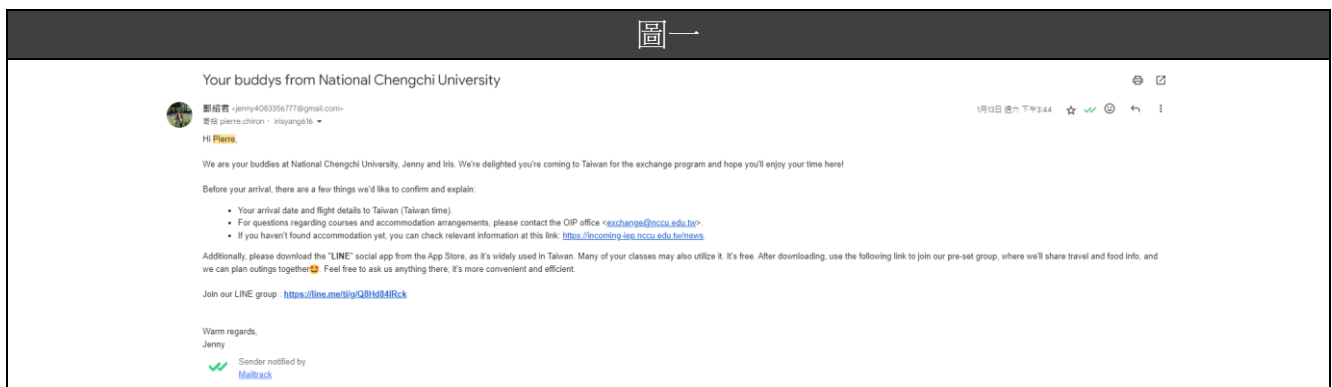 圖一
Your buddys from National Chengchi University
鄭紹君 <jenny4083356777@gmail.com>
1月13日 週六 下午3:44
寄給 pierre.chiron、irisyang616
Hi Pierre,
We are your buddies at National Chengchi University, Jenny and Iris. We're delighted you're coming to Taiwan for the exchange program and hope you'll enjoy your time here!
Before your arrival, there are a few things we'd like to confirm and explain:
• Your arrival date and flight details to Taiwan (Taiwan time).
• For questions regarding courses and accommodation arrangements, please contact the OIP office <exchange@nccu.edu.tw>.
• If you haven't found accommodation yet, you can check relevant information at this link: https://incoming-iep.nccu.edu.tw/news.
Additionally, please download the "LINE" social app from the App Store, as it's widely used in Taiwan. Many of your classes may also utilize it. It's free. After downloading, use the following link to join our pre-set group, where we'll share travel and food info, and
we can plan outings together🤩. Feel free to ask us anything there; it's more convenient and efficient.
Join our LINE group : https://line.me/ti/g/Q8Hd84lRck
Warm regards,
Jenny
Sender notified by
Mailtrack